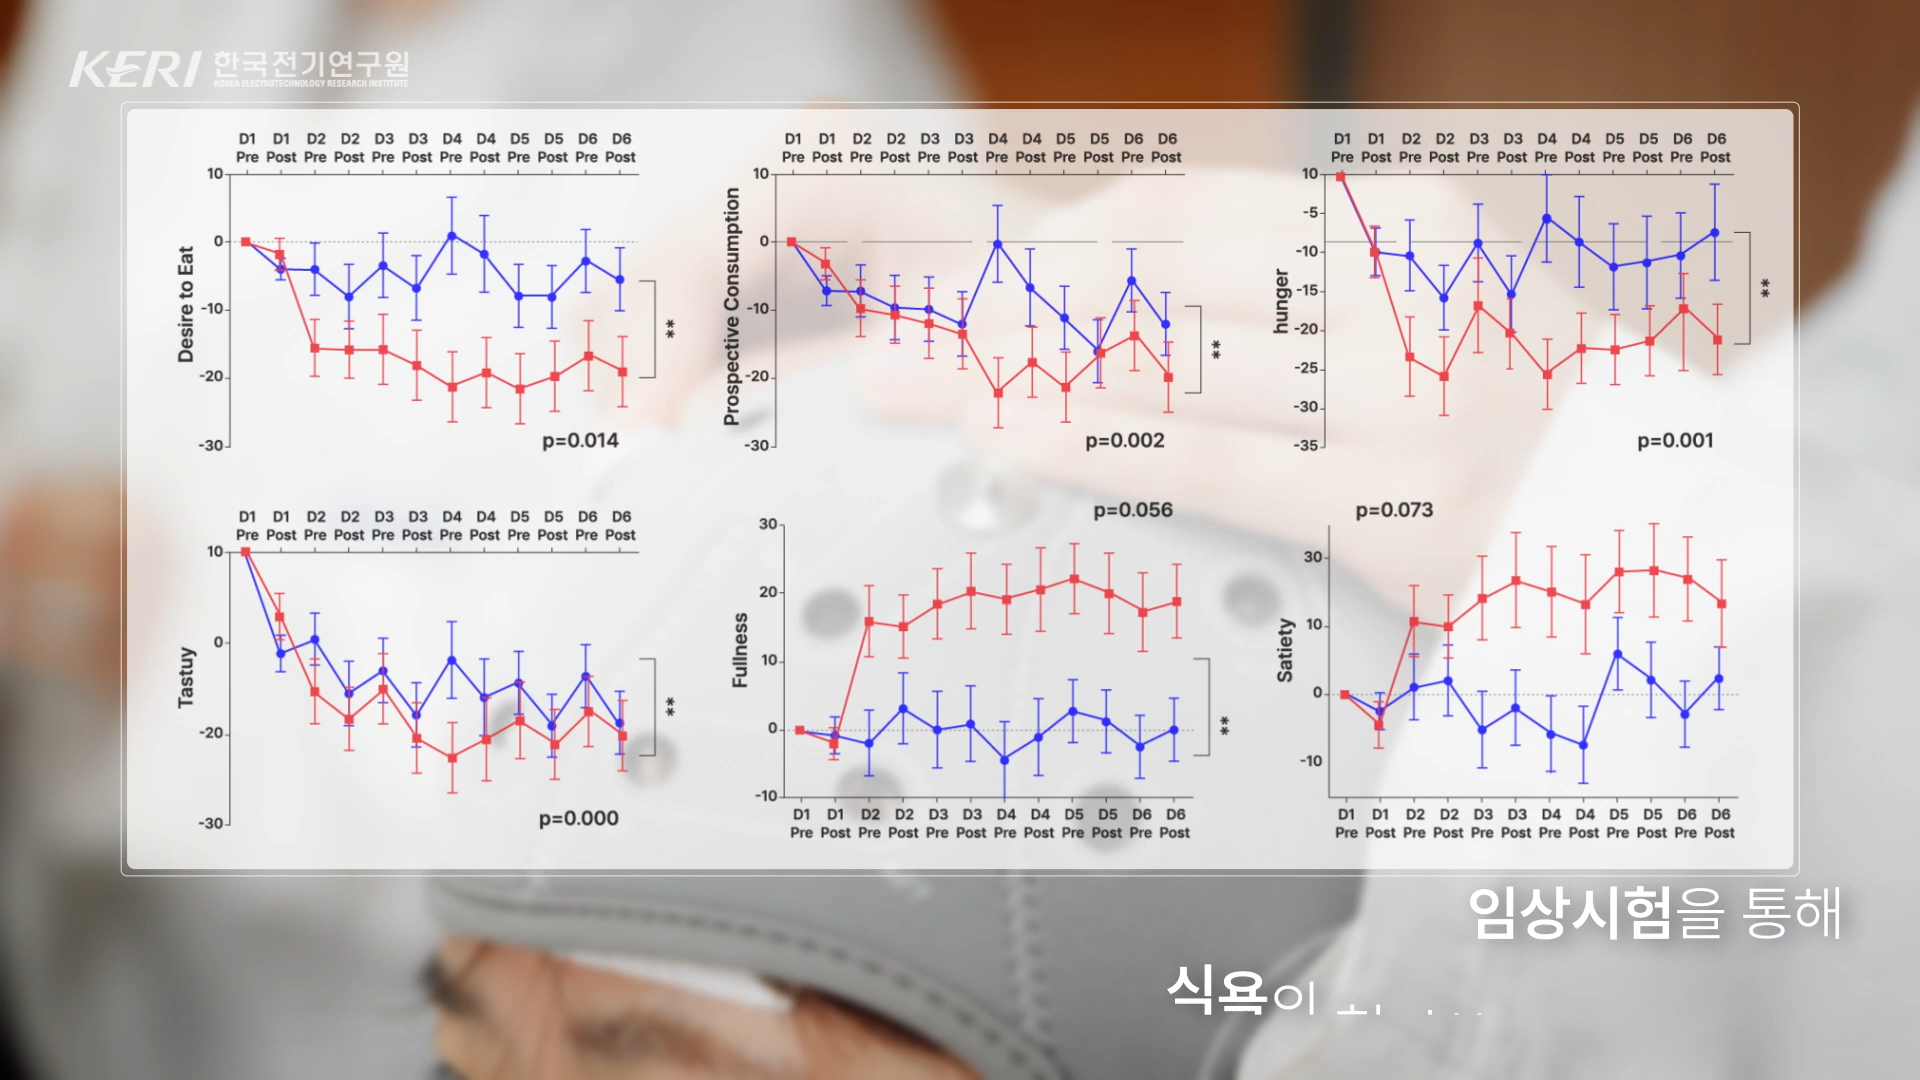 KERI 한국전기연구원
KOREA ELECTROTECHNOLOGY RESEARCH INSTITUTE
D1 D1 D2 D2 D3 D3 D4 D4 D5 D5 D6 D6
Pre Post Pre Post Pre Post Pre Post Pre Post Pre Post
10
0
-10
-20
-30
Desire to Eat
**
p=0.014
D1 D1 D2 D2 D3 D3 D4 D4 D5 D5 D6 D6
Pre Post Pre Post Pre Post Pre Post Pre Post Pre Post
10
0
-10
-20
-30
Prospective Consumption
**
p=0.002
D1 D1 D2 D2 D3 D3 D4 D4 D5 D5 D6 D6
Pre Post Pre Post Pre Post Pre Post Pre Post Pre Post
10
-5
-10
-15
-20
-25
-30
-35
hunger
**
p=0.001
D1 D1 D2 D2 D3 D3 D4 D4 D5 D5 D6 D6
Pre Post Pre Post Pre Post Pre Post Pre Post Pre Post
10
0
-20
-30
Tastuy
**
p=0.000
p=0.056
30
20
10
0
-10
Fullness
**
D1 D1 D2 D2 D3 D3 D4 D4 D5 D5 D6 D6
Pre Post Pre Post Pre Post Pre Post Pre Post Pre Post
p=0.073
30
10
0
-10
Satiety
D1 D1 D2 D2 D3 D3 D4 D4 D5 D5 D6 D6
Pre Post Pre Post Pre Post Pre Post Pre Post Pre Post
임상시험을 통해
식욕이